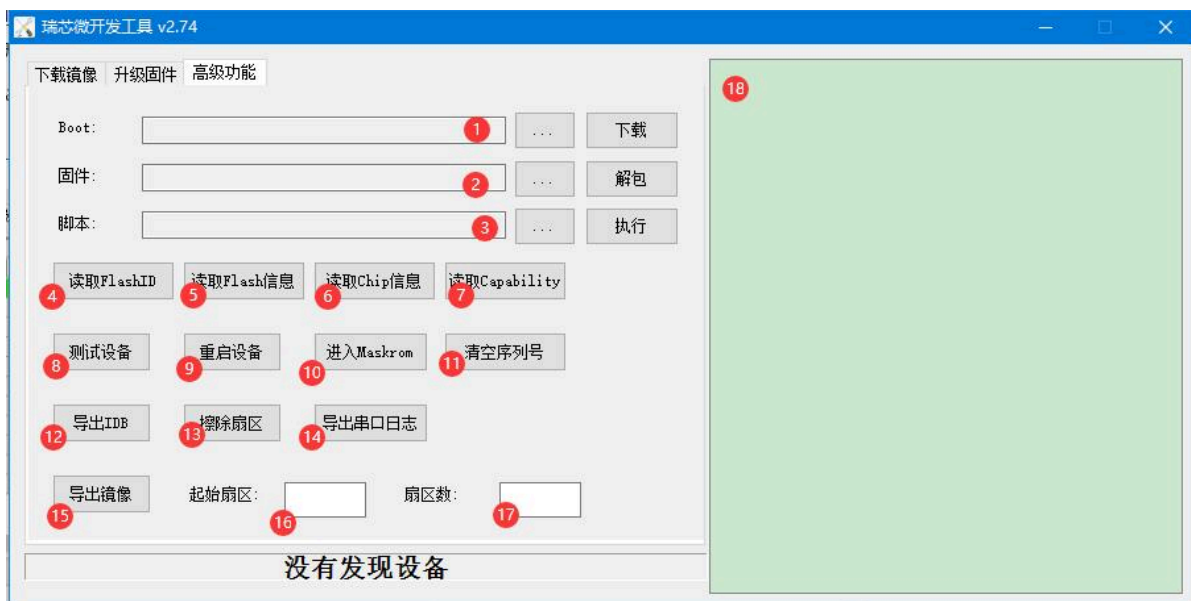 瑞芯微开发工具 v2.74
下载镜像 升级固件 高级功能
18
Boot: 1 ... 下载
固件: 2 ... 解包
脚本: 3 ... 执行
读取FlashID 读取Flash信息 读取Chip信息 读取Capability
4 5 6 7
测试设备 重启设备 进入Maskrom 清空序列号
8 9 10 11
导出IDB 擦除扇区 导出串口日志
12 13 14
导出镜像 起始扇区: 扇区数:
15 16 17
没有发现设备